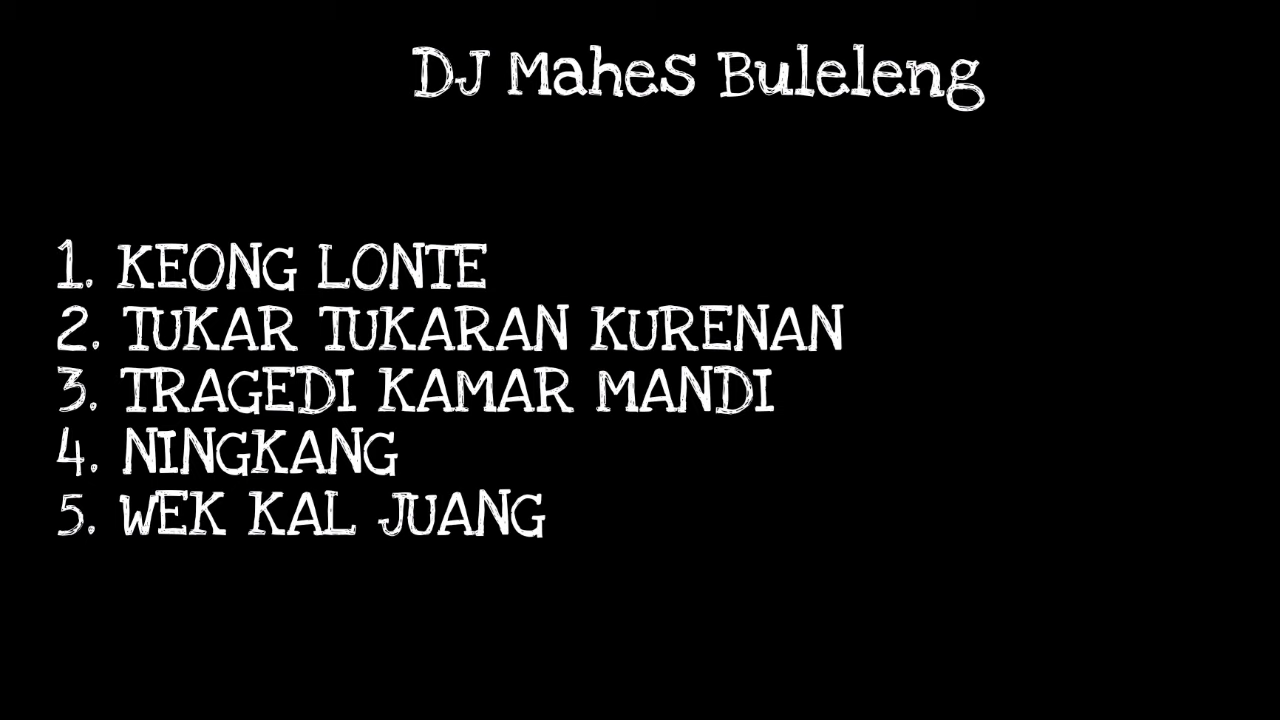 DJ Mahes Buleleng
1. KEONG LONTE
2. TUKAR TUKARAN KURENAN
3. TRAGEDI KAMAR MANDI
4. NINGKANG
5. WEK KAL JUANG